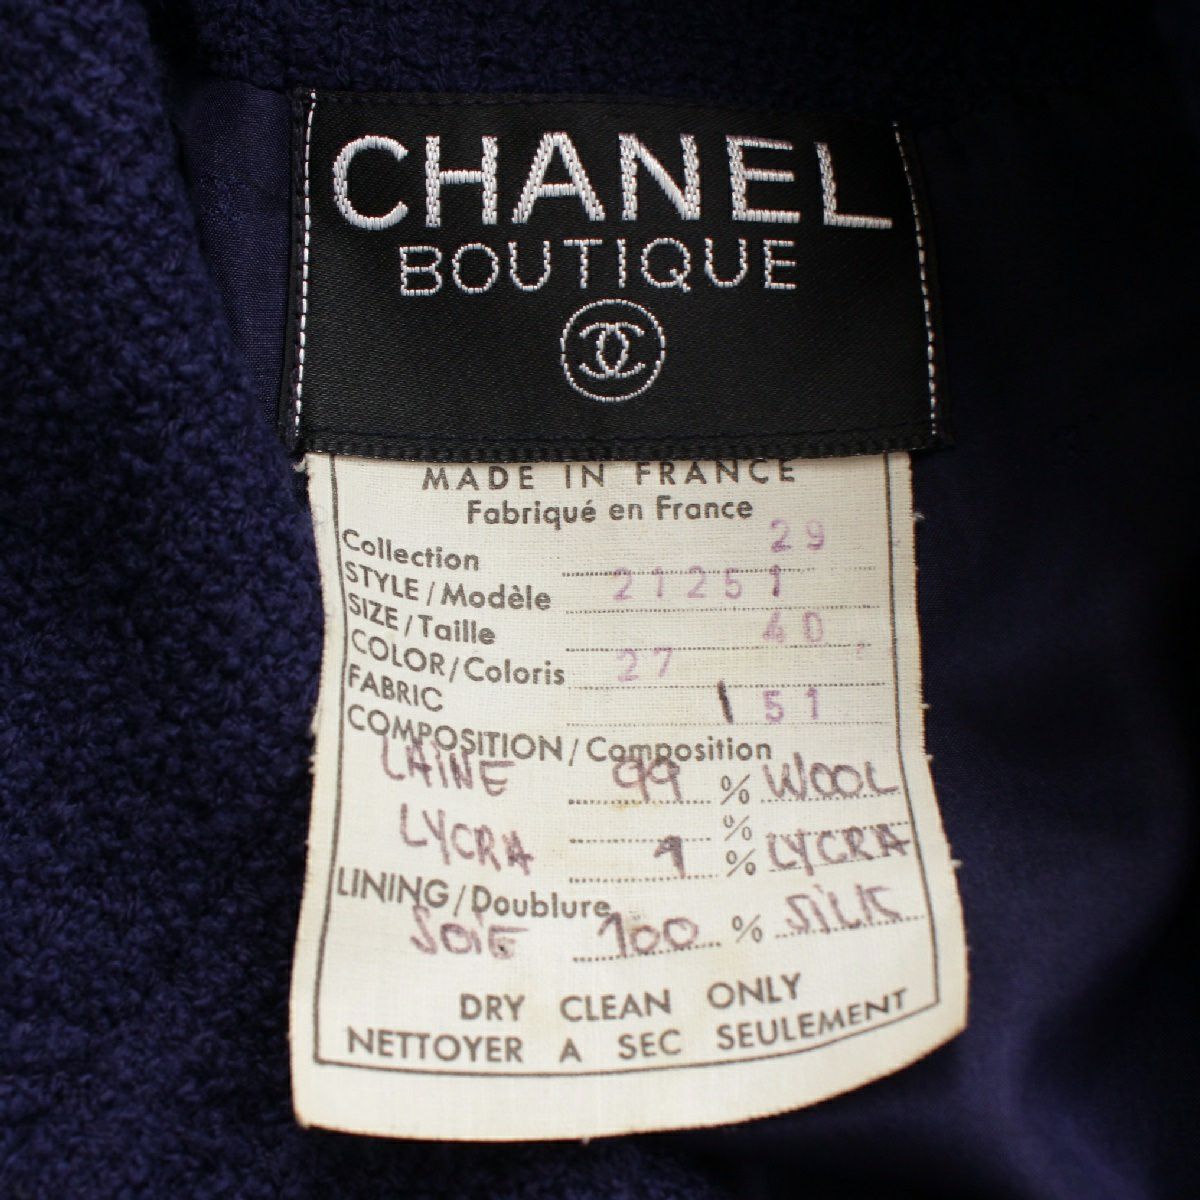 CHANEL
BOUTIQUE
MADE IN FRANCE
Fabriqué en France
Collection 29
STYLE/Modèle 21251
SIZE/Taille 40
COLOR/Coloris 27
FABRIC 1 51
COMPOSITION/Composition
LAINE 99 % WOOL
%
LYCRA 1 % LYCRA
LINING/Doublure
SOIE 100 % SILK
DRY CLEAN ONLY
NETTOYER A SEC SEULEMENT